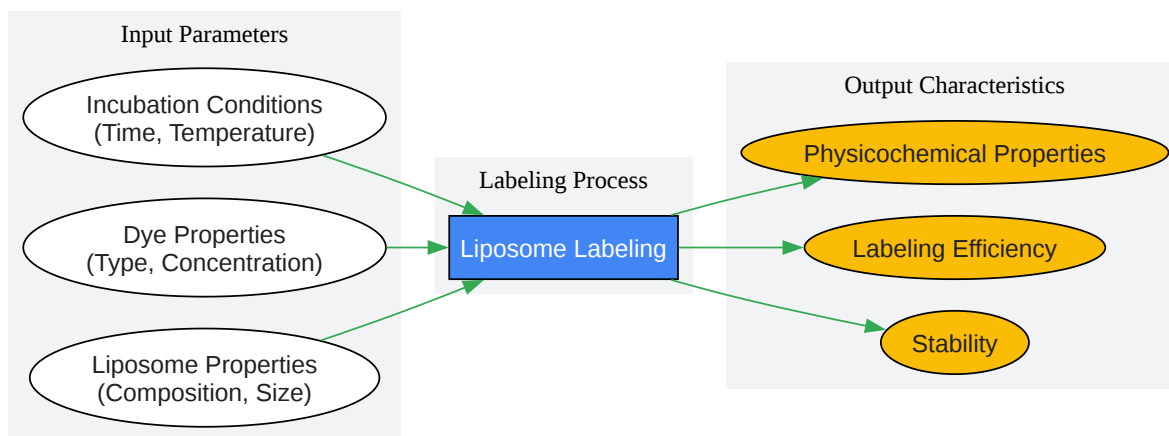 Input Parameters
Incubation Conditions
(Time, Temperature)
Dye Properties
(Type, Concentration)
Liposome Properties
(Composition, Size)
Labeling Process
Liposome Labeling
Output Characteristics
Physicochemical Properties
Labeling Efficiency
Stability